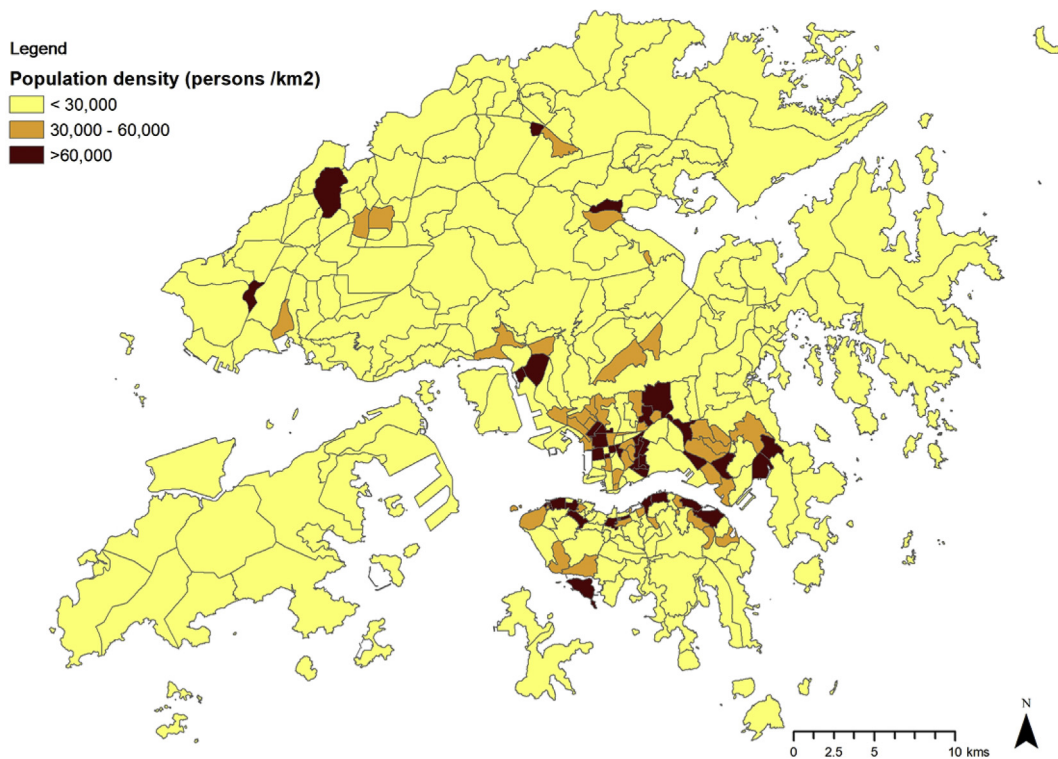 Legend
Population density (persons /km2)
< 30,000
30,000 - 60,000
>60,000
N
0 2.5 5 10 kms